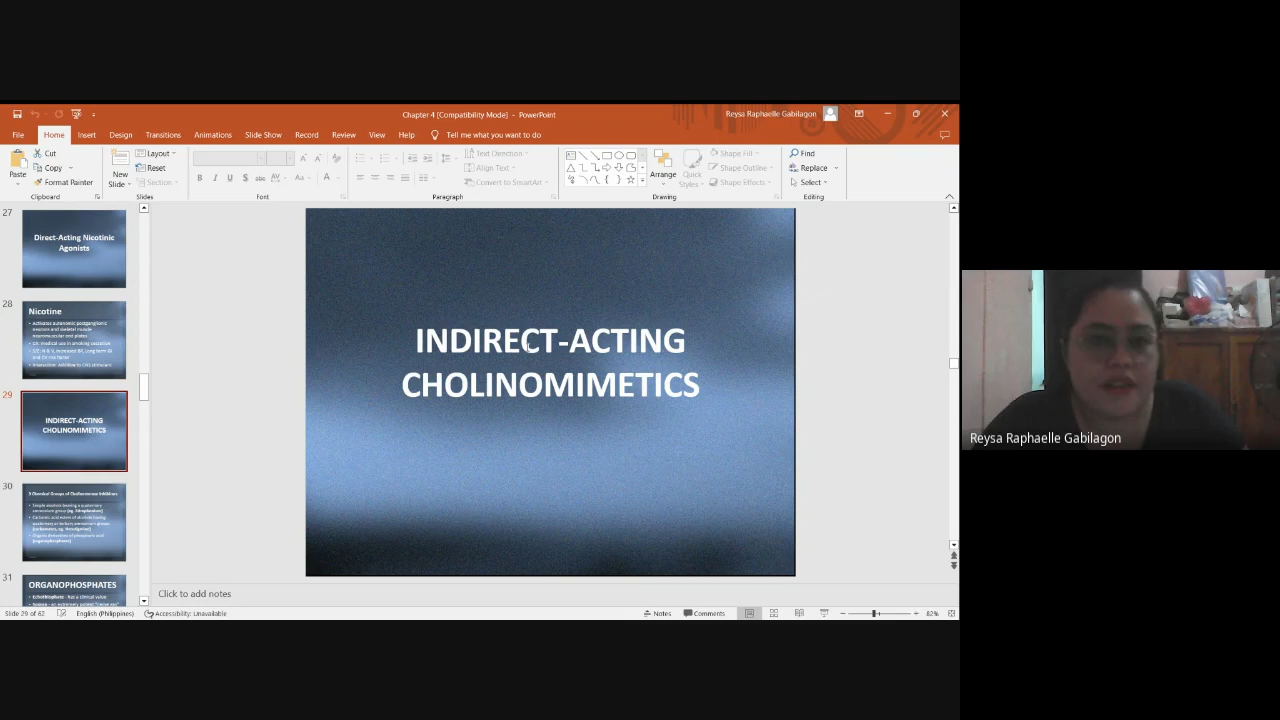 Chapter 4 [Compatibility Mode] - PowerPoint
Reysa Raphaelle Gabilagon
File Home Insert Design Transitions Animations Slide Show Record Review View Help Tell me what you want to do
Paste
Cut
Copy
Format Painter
Clipboard
New
Slide
Layout
Reset
Section
Slides
Font
Text Direction
Align Text
Convert to SmartArt
Paragraph
Arrange
Quick
Styles
Shape Fill
Shape Outline
Shape Effects
Drawing
Find
Replace
Select
Editing
27
Direct-Acting Nicotinic
Agonists
28
Nicotine
29
INDIRECT-ACTING
CHOLINOMIMETICS
30
31
ORGANOPHOSPHATES
INDIRECT-ACTING
CHOLINOMIMETICS
Click to add notes
Slide 29 of 62 English (Philippines) Accessibility: Unavailable Notes Comments 82%
Reysa Raphaelle Gabilagon